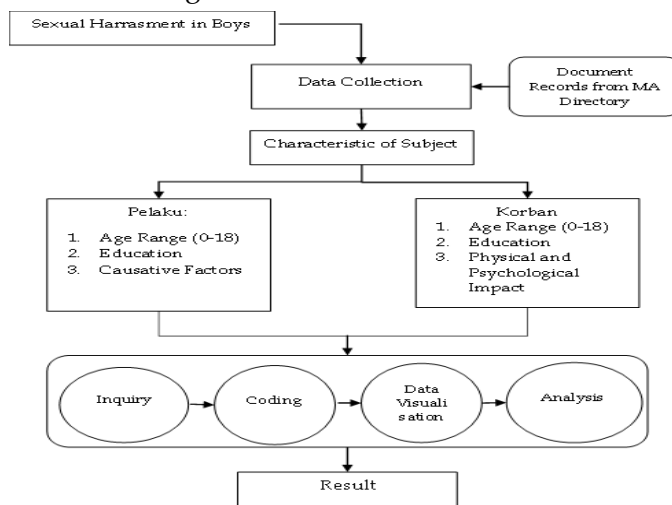 Sexual Harrasment in Boys
Data Collection
Document
Records from MA
Directory
Characteristic of Subject
Pelaku:
1. Age Range (0-18)
2. Education
3. Causative Factors
Korban
1. Age Range (0-18)
2. Education
3. Physical and
Psychological
Impact
Inquiry
Coding
Data
Visuali
sation
Analysis
Result